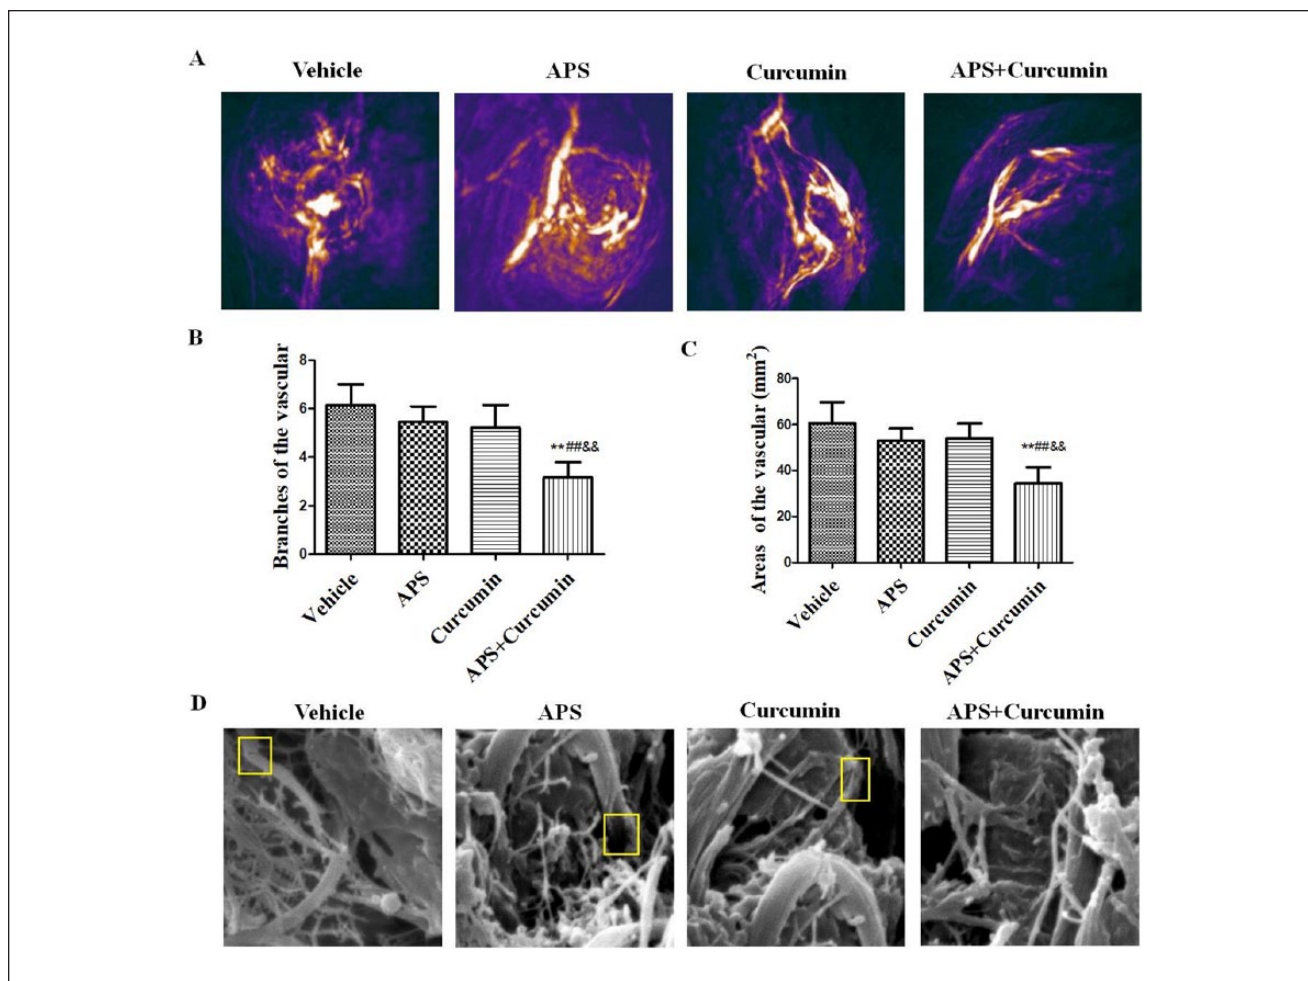 A
Vehicle
APS
Curcumin
APS+Curcumin
B
Branches of the vascular
8
6
4
2
0
**##&&
Vehicle
APS
Curcumin
APS+Curcumin
C
Areas of the vascular (mm²)
80
60
40
20
0
**##&&
Vehicle
APS
Curcumin
APS+Curcumin
D
Vehicle
APS
Curcumin
APS+Curcumin